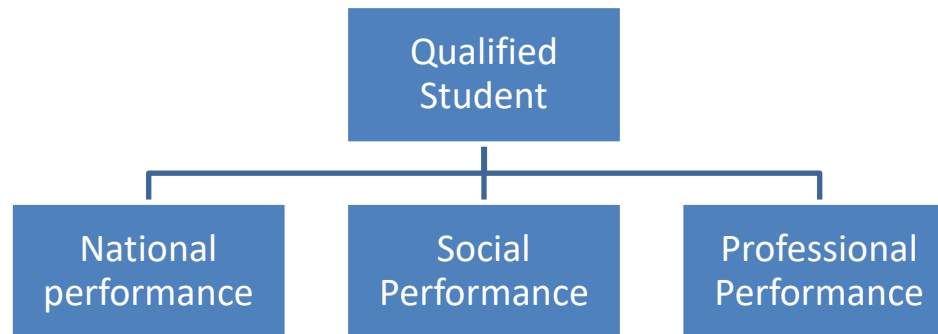 Qualified
Student
National
performance
Social
Performance
Professional
Performance